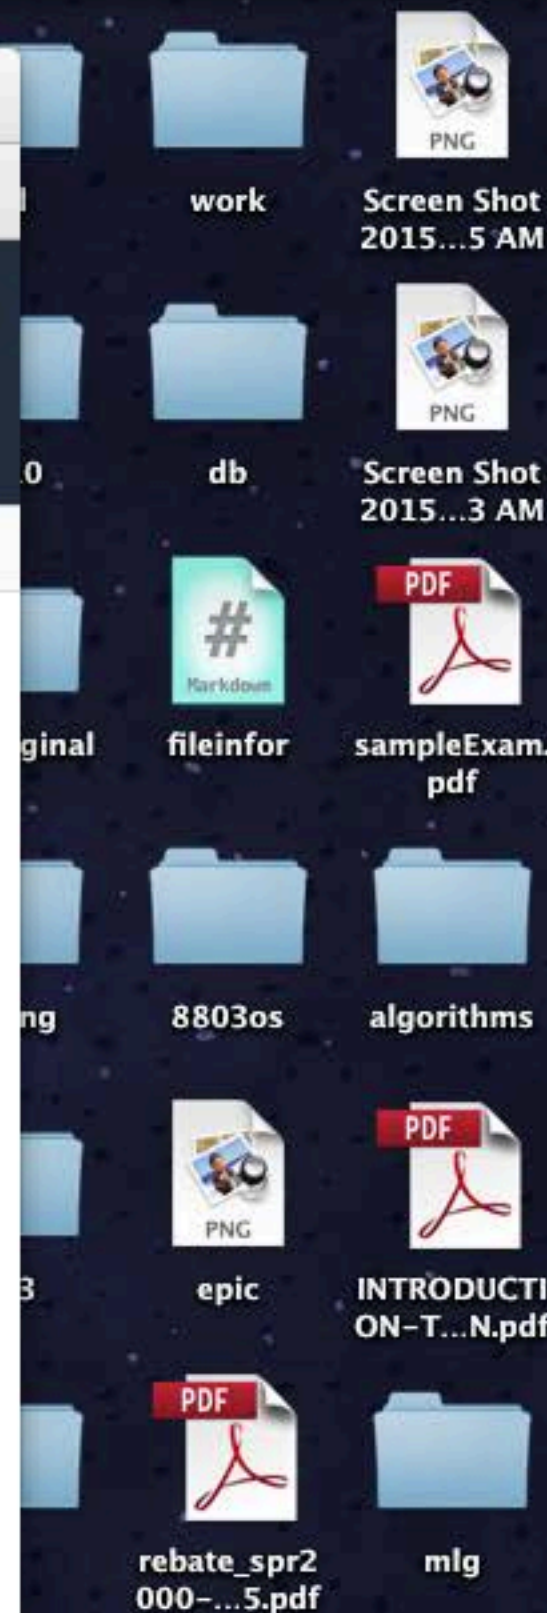 PNG
work
Screen Shot
2015...5 AM
PNG
0
db
Screen Shot
2015...3 AM
#
Markdown
PDF
ginal
fileinfor
sampleExam.
pdf
ng
8803os
algorithms
PNG
PDF
3
epic
INTRODUCTI
ON-T...N.pdf
PDF
rebate_spr2
000-...5.pdf
mlg